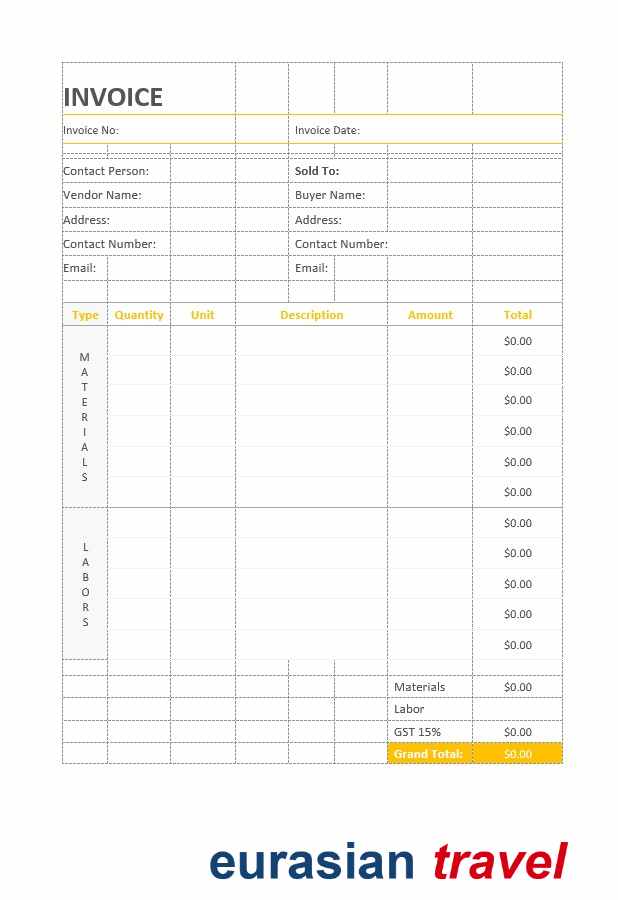 INVOICE
Invoice No: Invoice Date:
Contact Person: Sold To:
Vendor Name: Buyer Name:
Address: Address:
Contact Number: Contact Number:
Email: Email:
Type Quantity Unit Description Amount Total
MATERIALS
$0.00
$0.00
$0.00
$0.00
$0.00
$0.00
LABORS
$0.00
$0.00
$0.00
$0.00
$0.00
Materials $0.00
Labor
GST 15% $0.00
Grand Total: $0.00
eurasian travel